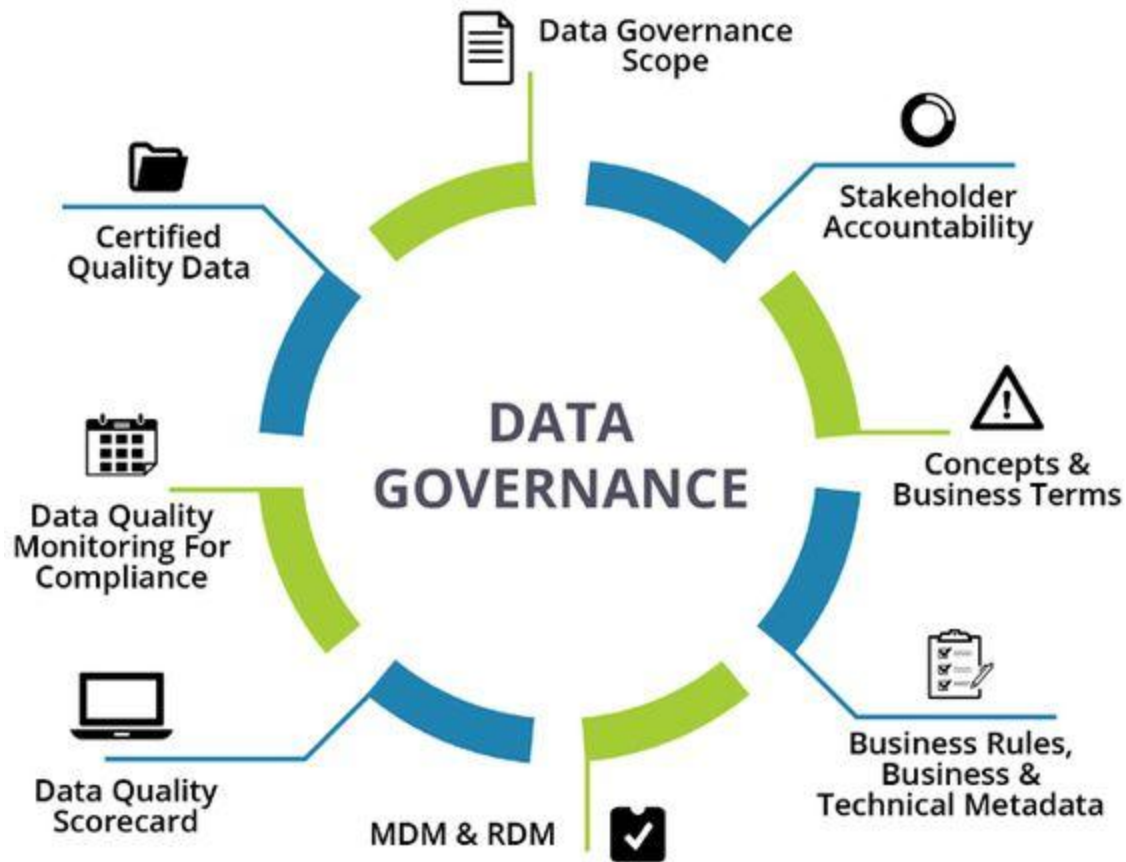 Data Governance
Scope
Stakeholder
Accountability
Concepts &
Business Terms
Business Rules,
Business &
Technical Metadata
MDM & RDM
Data Quality
Scorecard
Data Quality
Monitoring For
Compliance
Certified
Quality Data
DATA
GOVERNANCE